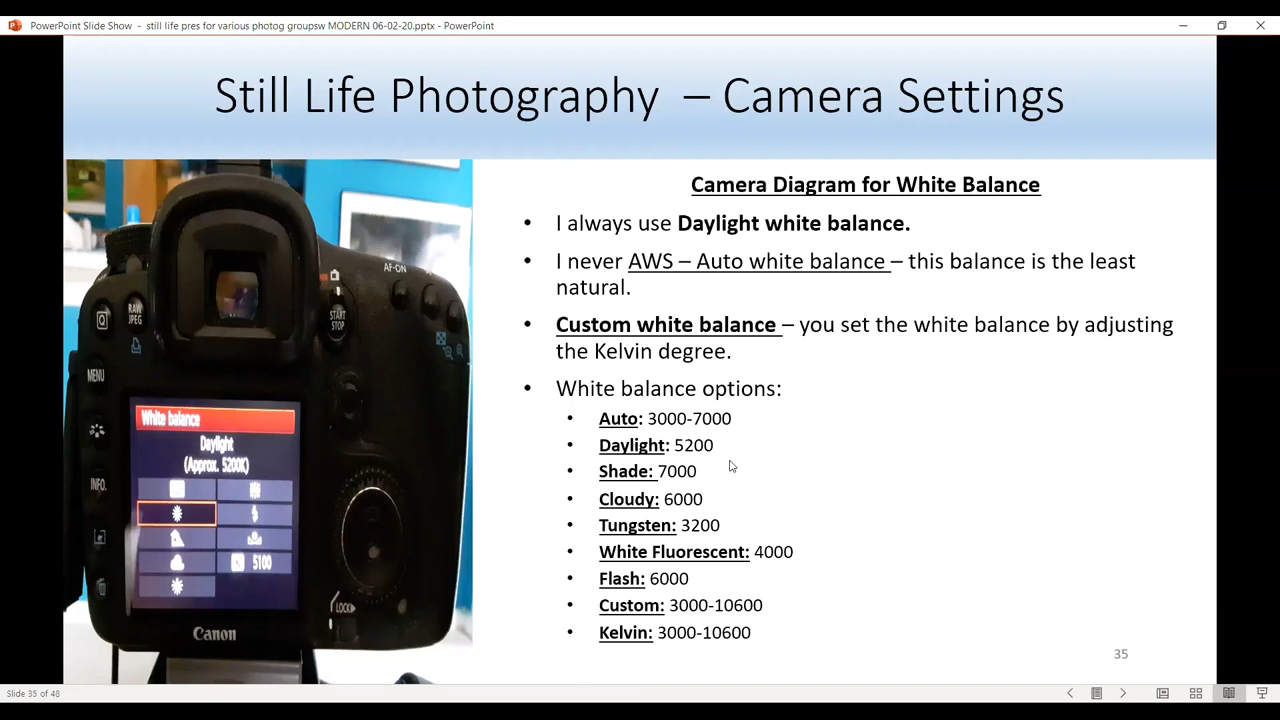 PowerPoint Slide Show - still life pres for various photog groupsw MODERN 06-02-20.pptx - PowerPoint
Still Life Photography – Camera Settings
Camera Diagram for White Balance
• I always use Daylight white balance.
• I never AWS – Auto white balance – this balance is the least
natural.
• Custom white balance – you set the white balance by adjusting
the Kelvin degree.
• White balance options:
• Auto: 3000-7000
• Daylight: 5200
• Shade: 7000
• Cloudy: 6000
• Tungsten: 3200
• White Fluorescent: 4000
• Flash: 6000
• Custom: 3000-10600
• Kelvin: 3000-10600
AF-ON
RAW
JPEG
START
STOP
Q
MENU
White balance
Daylight
(Approx. 5200K)
INFO.
K 5100
LOCK
Canon
35
Slide 35 of 48